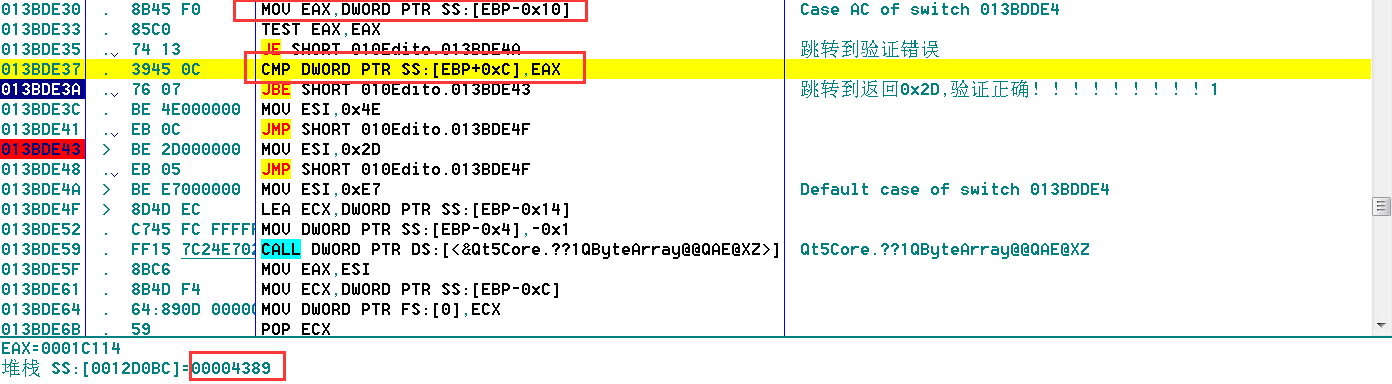 013BDE30 . 8B45 F0 MOV EAX,DWORD PTR SS:[EBP-0x10] Case AC of switch 013BDDE4
013BDE33 . 85C0 TEST EAX,EAX
013BDE35 .⌄ 74 13 JE SHORT 010Edito.013BDE4A 跳转到验证错误
013BDE37 . 3945 0C CMP DWORD PTR SS:[EBP+0xC],EAX
013BDE3A .⌄ 76 07 JBE SHORT 010Edito.013BDE43 跳转到返回0x2D,验证正确！！！！！！！！！1
013BDE3C . BE 4E000000 MOV ESI,0x4E
013BDE41 .⌄ EB 0C JMP SHORT 010Edito.013BDE4F
013BDE43 > BE 2D000000 MOV ESI,0x2D
013BDE48 .⌄ EB 05 JMP SHORT 010Edito.013BDE4F
013BDE4A > BE E7000000 MOV ESI,0xE7 Default case of switch 013BDDE4
013BDE4F > 8D4D EC LEA ECX,DWORD PTR SS:[EBP-0x14]
013BDE52 . C745 FC FFFFF MOV DWORD PTR SS:[EBP-0x4],-0x1
013BDE59 . FF15 7C24E702 CALL DWORD PTR DS:[<&Qt5Core.??1QByteArray@@QAE@XZ>] Qt5Core.??1QByteArray@@QAE@XZ
013BDE5F . 8BC6 MOV EAX,ESI
013BDE61 . 8B4D F4 MOV ECX,DWORD PTR SS:[EBP-0xC]
013BDE64 . 64:890D 00000 MOV DWORD PTR FS:[0],ECX
013BDE6B . 59 POP ECX
EAX=0001C114
堆栈 SS:[0012D0BC]=00004389